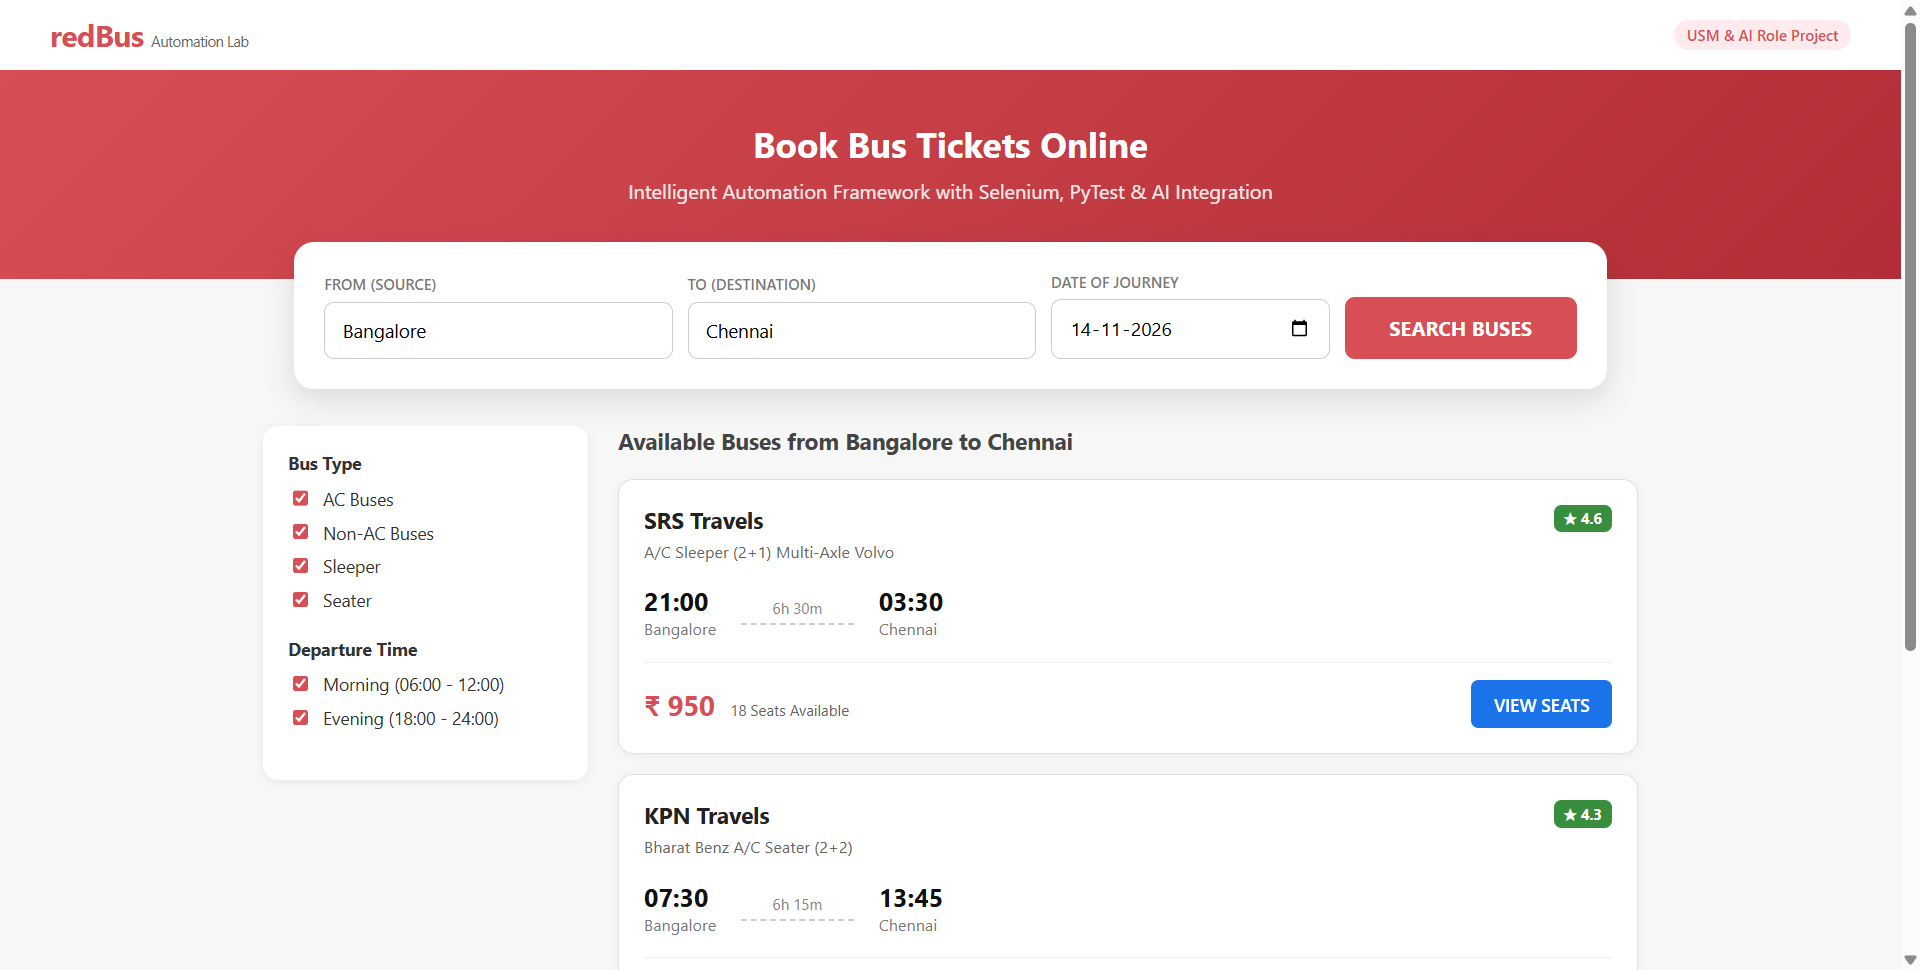 redBus Automation Lab
USM & AI Role Project
Book Bus Tickets Online
Intelligent Automation Framework with Selenium, PyTest & AI Integration
FROM (SOURCE)
Bangalore
TO (DESTINATION)
Chennai
DATE OF JOURNEY
14-11-2026
SEARCH BUSES
Bus Type
AC Buses
Non-AC Buses
Sleeper
Seater
Departure Time
Morning (06:00 - 12:00)
Evening (18:00 - 24:00)
Available Buses from Bangalore to Chennai
SRS Travels
★ 4.6
A/C Sleeper (2+1) Multi-Axle Volvo
21:00 6h 30m 03:30
Bangalore Chennai
₹ 950 18 Seats Available
VIEW SEATS
KPN Travels
★ 4.3
Bharat Benz A/C Seater (2+2)
07:30 6h 15m 13:45
Bangalore Chennai